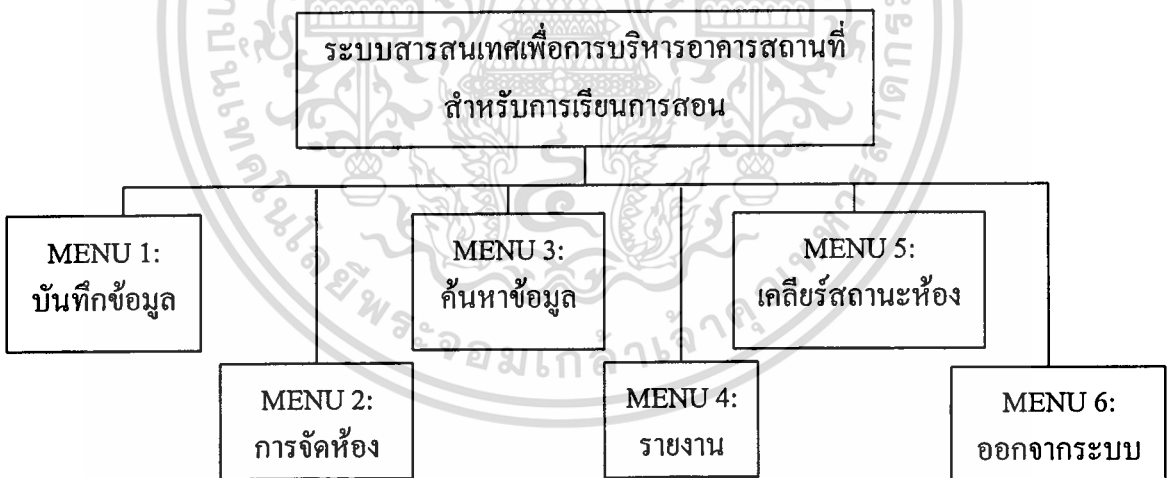 ระบบสารสนเทศเพื่อการบริหารอาคารสถานที่
สำหรับการเรียนการสอน
MENU 1:
บันทึกข้อมูล
MENU 2:
การจัดห้อง
MENU 3:
ค้นหาข้อมูล
MENU 4:
รายงาน
MENU 5:
เคลียร์สถานะห้อง
MENU 6:
ออกจากระบบ